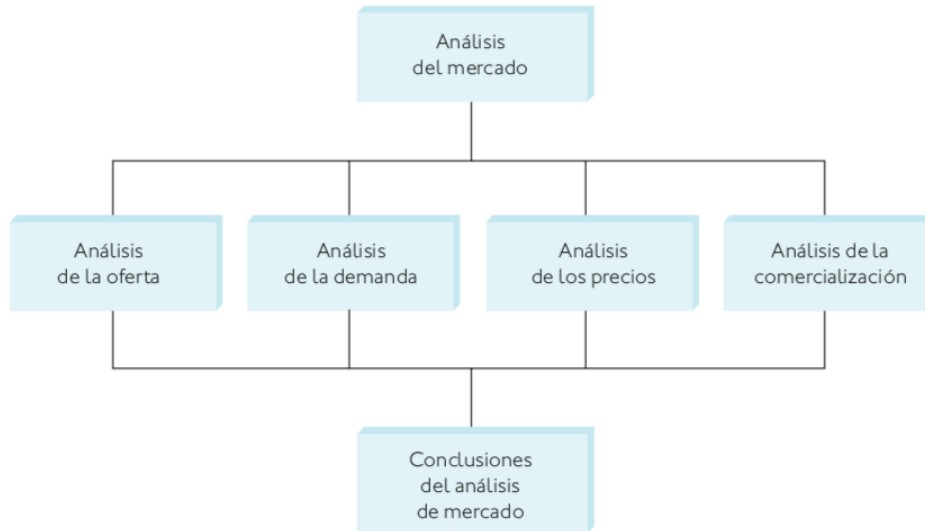 Análisis
del mercado
Análisis
de la oferta
Análisis
de la demanda
Análisis
de los precios
Análisis de la
comercialización
Conclusiones
del análisis
de mercado